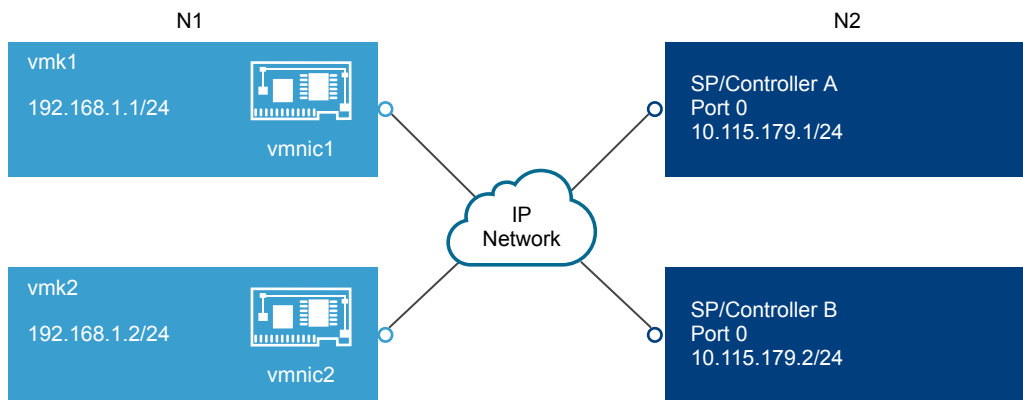 N1
N2
vmk1
192.168.1.1/24
vmnic1
SP/Controller A
Port 0
10.115.179.1/24
IP
Network
vmk2
192.168.1.2/24
vmnic2
SP/Controller B
Port 0
10.115.179.2/24